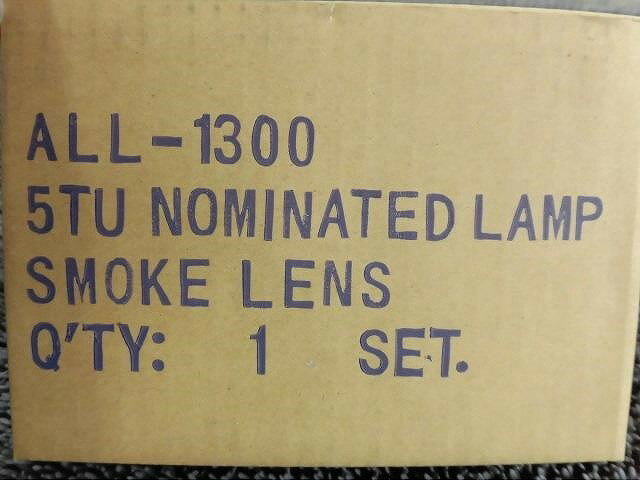 ALL-1300
5TU NOMINATED LAMP
SMOKE LENS
Q'TY: 1 SET.